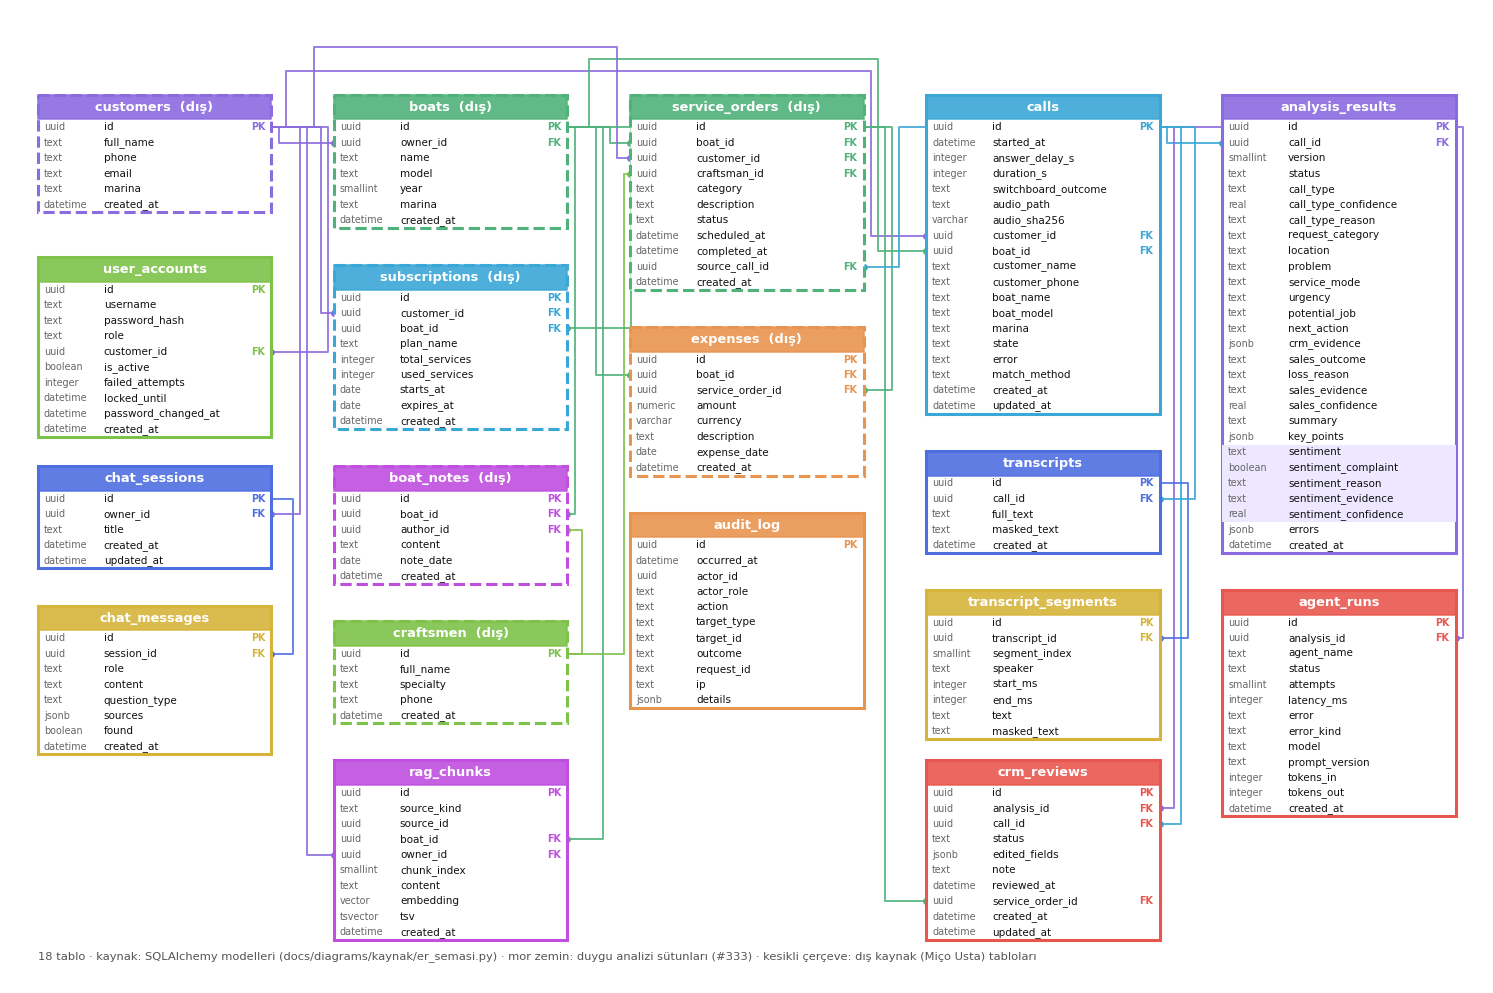 customers  (dış)
uuid id PK
text full_name
text phone
text email
text marina
datetime created_at
user_accounts
uuid id PK
text username
text password_hash
text role
uuid customer_id FK
boolean is_active
integer failed_attempts
datetime locked_until
datetime password_changed_at
datetime created_at
chat_sessions
uuid id PK
uuid owner_id FK
text title
datetime created_at
datetime updated_at
chat_messages
uuid id PK
uuid session_id FK
text role
text content
text question_type
jsonb sources
boolean found
datetime created_at
boats  (dış)
uuid id PK
uuid owner_id FK
text name
text model
smallint year
text marina
datetime created_at
subscriptions  (dış)
uuid id PK
uuid customer_id FK
uuid boat_id FK
text plan_name
integer total_services
integer used_services
date starts_at
date expires_at
datetime created_at
boat_notes  (dış)
uuid id PK
uuid boat_id FK
uuid author_id FK
text content
date note_date
datetime created_at
craftsmen  (dış)
uuid id PK
text full_name
text specialty
text phone
datetime created_at
rag_chunks
uuid id PK
text source_kind
uuid source_id
uuid boat_id FK
uuid owner_id FK
smallint chunk_index
text content
vector embedding
tsvector tsv
datetime created_at
service_orders  (dış)
uuid id PK
uuid boat_id FK
uuid customer_id FK
uuid craftsman_id FK
text category
text description
text status
datetime scheduled_at
datetime completed_at
uuid source_call_id FK
datetime created_at
expenses  (dış)
uuid id PK
uuid boat_id FK
uuid service_order_id FK
numeric amount
varchar currency
text description
date expense_date
datetime created_at
audit_log
uuid id PK
datetime occurred_at
uuid actor_id
text actor_role
text action
text target_type
text target_id
text outcome
text request_id
text ip
jsonb details
calls
uuid id PK
datetime started_at
integer answer_delay_s
integer duration_s
text switchboard_outcome
text audio_path
varchar audio_sha256
uuid customer_id FK
uuid boat_id FK
text customer_name
text customer_phone
text boat_name
text boat_model
text marina
text state
text error
text match_method
datetime created_at
datetime updated_at
transcripts
uuid id PK
uuid call_id FK
text full_text
text masked_text
datetime created_at
transcript_segments
uuid id PK
uuid transcript_id FK
smallint segment_index
text speaker
integer start_ms
integer end_ms
text text
text masked_text
crm_reviews
uuid id PK
uuid analysis_id FK
uuid call_id FK
text status
jsonb edited_fields
text note
datetime reviewed_at
uuid service_order_id FK
datetime created_at
datetime updated_at
analysis_results
uuid id PK
uuid call_id FK
smallint version
text status
text call_type
real call_type_confidence
text call_type_reason
text request_category
text location
text problem
text service_mode
text urgency
text potential_job
text next_action
jsonb crm_evidence
text sales_outcome
text loss_reason
text sales_evidence
real sales_confidence
text summary
jsonb key_points
text sentiment
boolean sentiment_complaint
text sentiment_reason
text sentiment_evidence
real sentiment_confidence
jsonb errors
datetime created_at
agent_runs
uuid id PK
uuid analysis_id FK
text agent_name
text status
smallint attempts
integer latency_ms
text error
text error_kind
text model
text prompt_version
integer tokens_in
integer tokens_out
datetime created_at
18 tablo · kaynak: SQLAlchemy modelleri (docs/diagrams/kaynak/er_semasi.py) · mor zemin: duygu analizi sütunları (#333) · kesikli çerçeve: dış kaynak (Miço Usta) tabloları